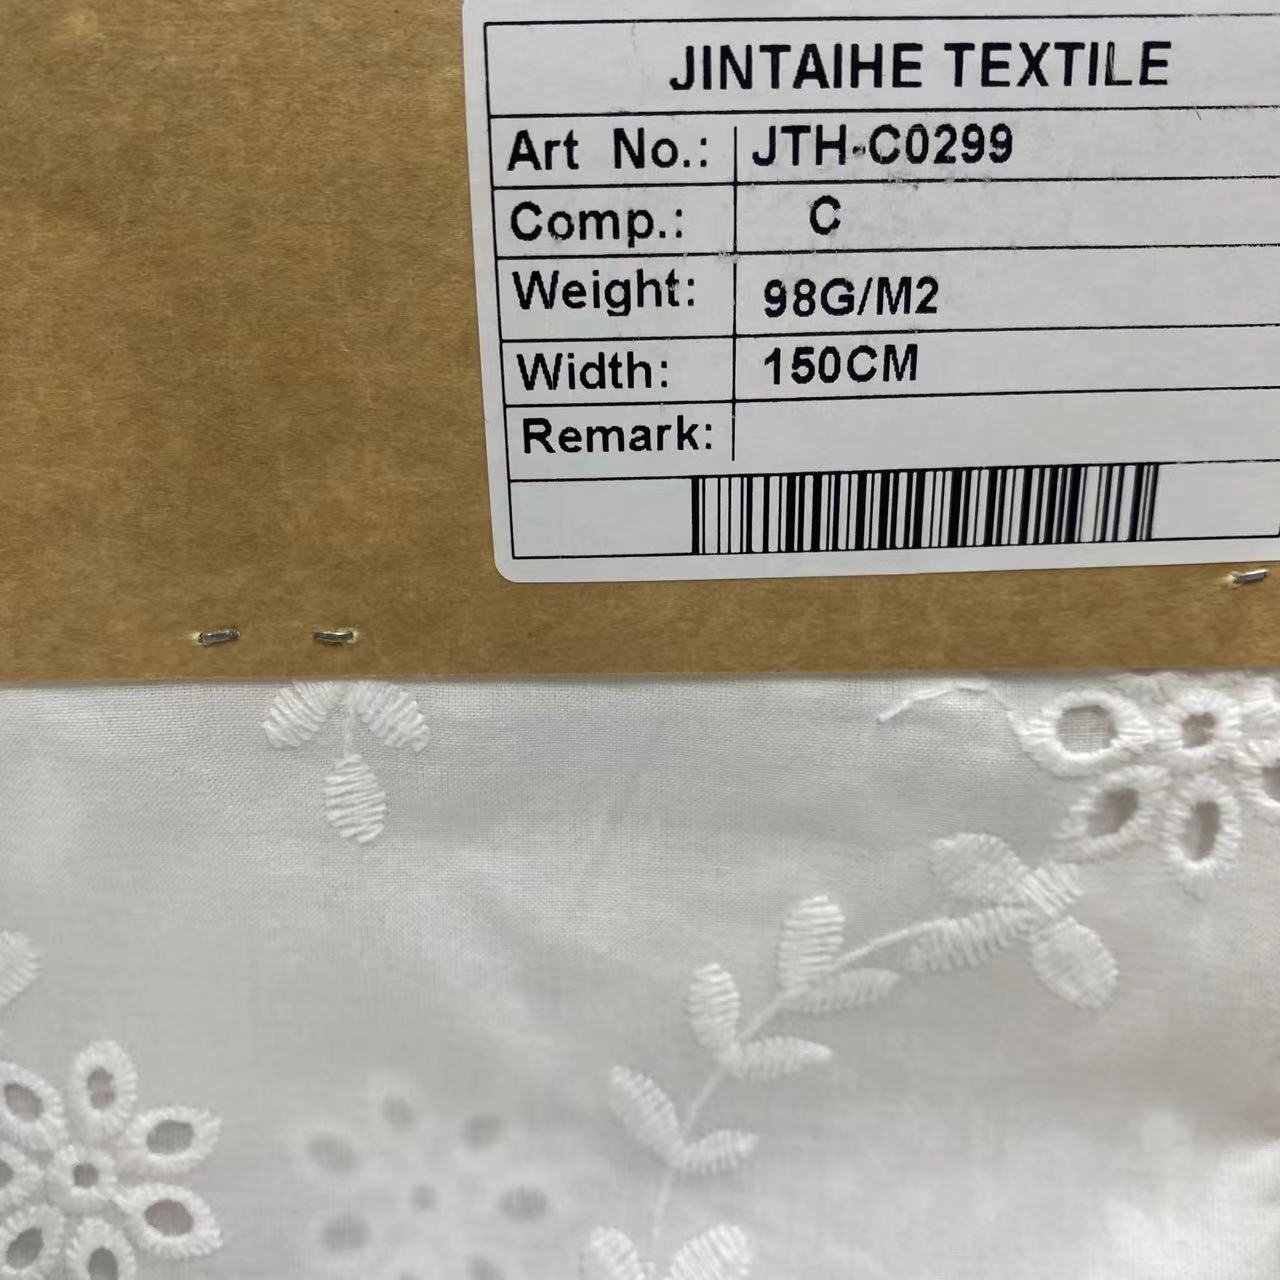 JINTAIHE TEXTILE
Art No.: JTH-C0299
Comp.: C
Weight: 98G/M2
Width: 150CM
Remark: